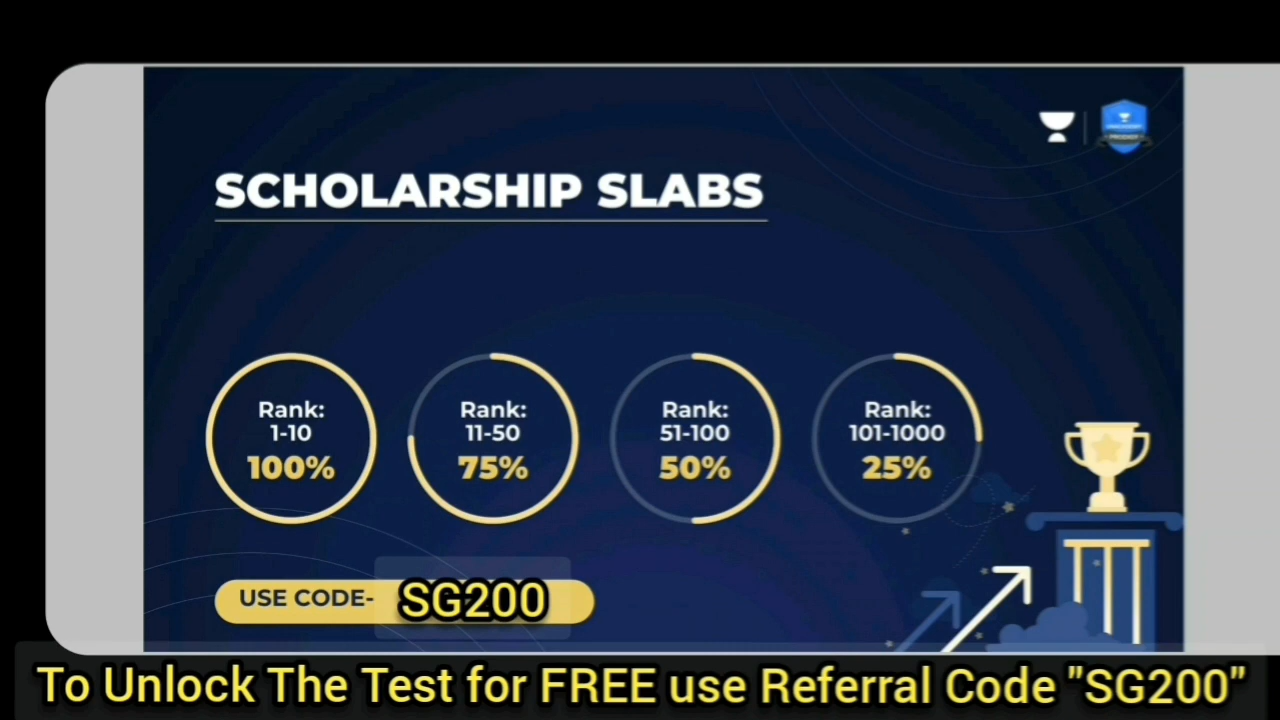 SCHOLARSHIP SLABS
Rank:
1-10
100%
Rank:
11-50
75%
Rank:
51-100
50%
Rank:
101-1000
25%
USE CODE- SG200
To Unlock The Test for FREE use Referral Code "SG200"